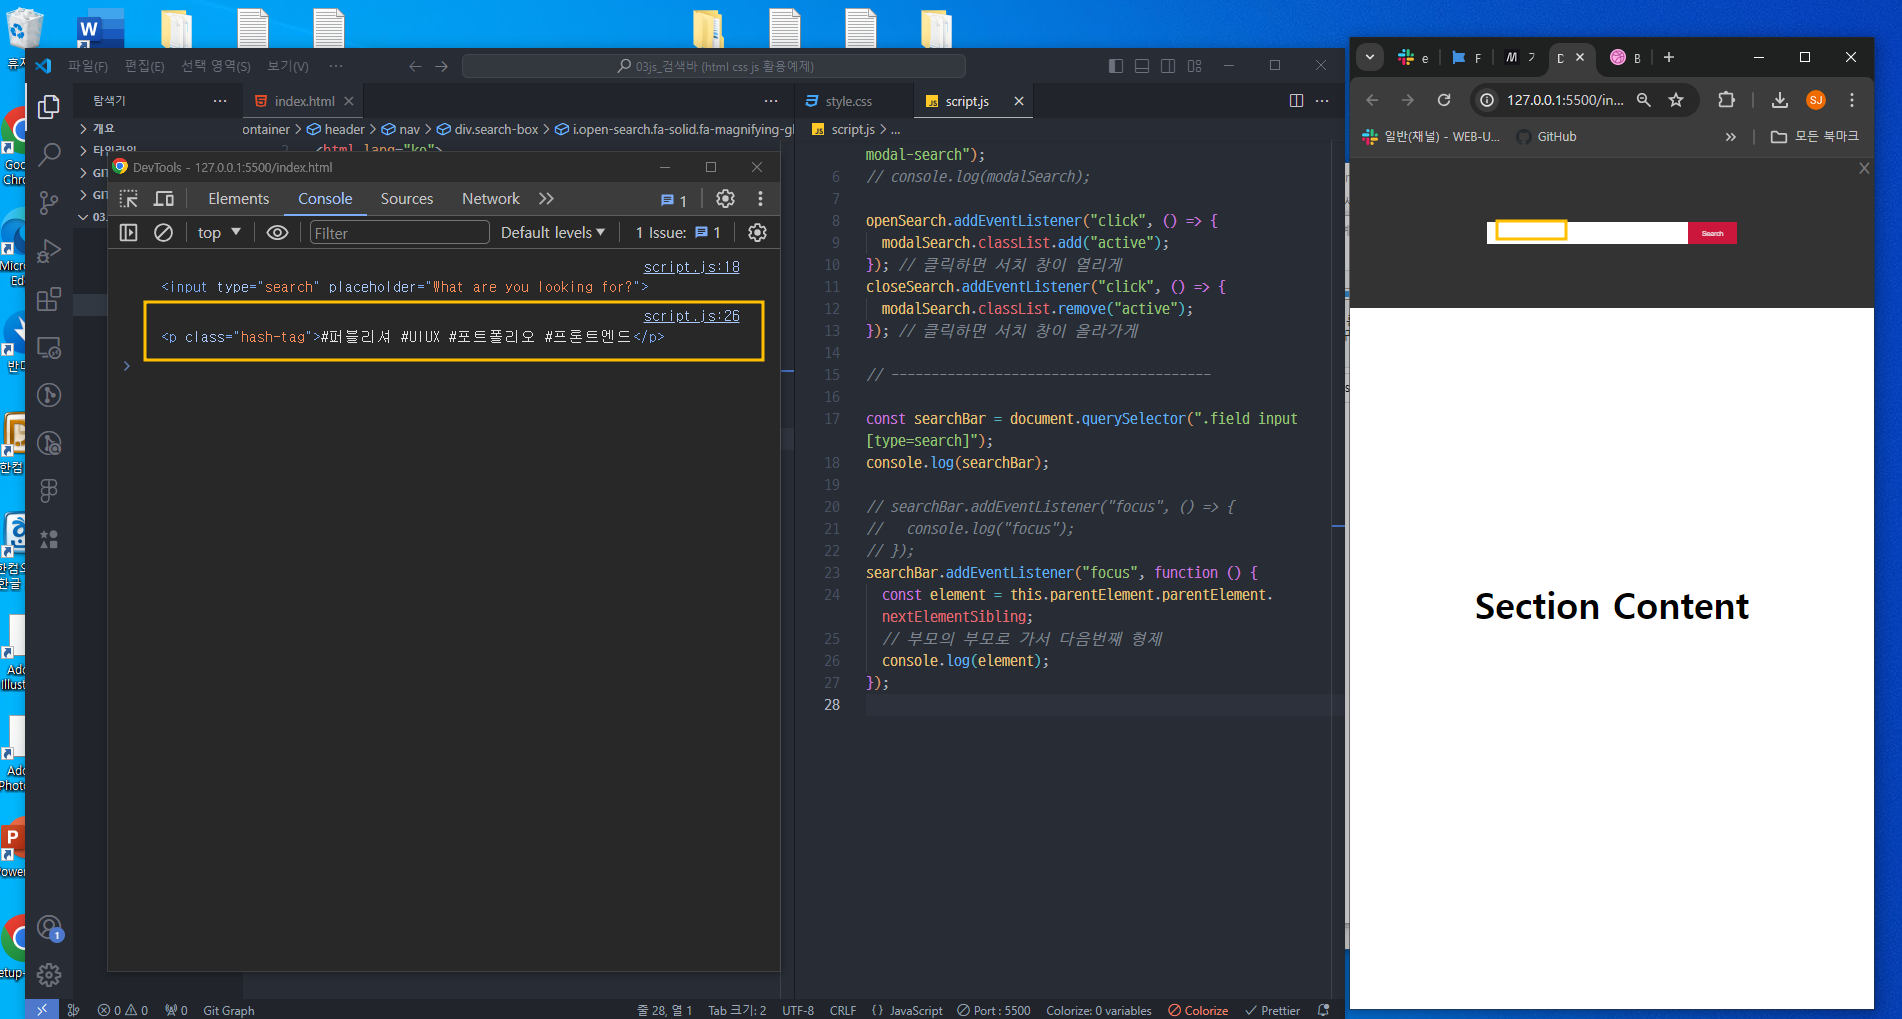 파일(F) 편집(E) 선택 영역(S) 보기(V) ···
03js_검색바 (html css js 활용예제)
탐색기
index.html
style.css
script.js
개요
ontainer > header > nav > div.search-box > i.open-search.fa-solid.fa-magnifying-gl
script.js > ...
타임라인
2 <html lang="ko">
DevTools - 127.0.0.1:5500/index.html
Elements Console Sources Network
1
top
Filter
Default levels
1 Issue: 1
script.js:18
<input type="search" placeholder="What are you looking for?">
script.js:26
<p class="hash-tag">#퍼블리셔 #UIUX #포트폴리오 #프론트엔드</p>
modal-search");
6 // console.log(modalSearch);
7
8 openSearch.addEventListener("click", () => {
9 modalSearch.classList.add("active");
10 }); // 클릭하면 서치 창이 열리게
11 closeSearch.addEventListener("click", () => {
12 modalSearch.classList.remove("active");
13 }); // 클릭하면 서치 창이 올라가게
14
15 // ----------------------------------------
16
17 const searchBar = document.querySelector(".field input
[type=search]");
18 console.log(searchBar);
19
20 // searchBar.addEventListener("focus", () => {
21 // console.log("focus");
22 // });
23 searchBar.addEventListener("focus", function () {
24 const element = this.parentElement.parentElement.
nextElementSibling;
25 // 부모의 부모로 가서 다음번째 형제
26 console.log(element);
27 });
28
0 0 0 Git Graph
줄 28, 열 1 Tab 크기: 2 UTF-8 CRLF {} JavaScript Port : 5500 Colorize: 0 variables Colorize Prettier
e F D B
127.0.0.1:5500/in...
SJ
일반(채널) - WEB-U... GitHub
모든 북마크
X
Search
Section Content